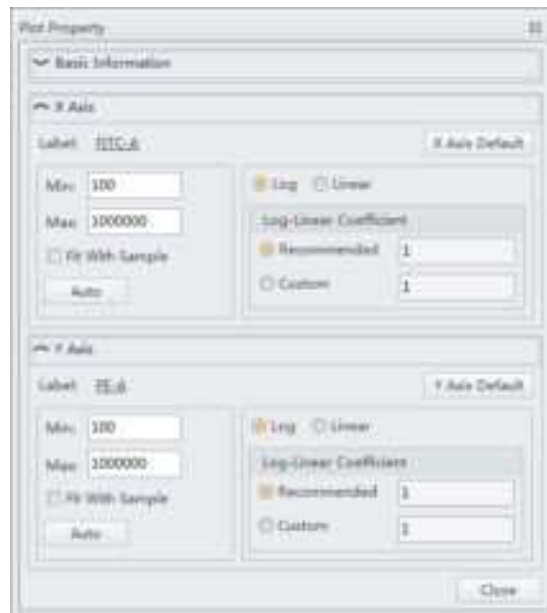 Plot Property
Basic Information
X Axis
Label: FITC-A
X Axis Default
Min: 100
Max: 1000000
Fit With Sample
Auto
Log Linear
Log-Linear Coefficient
Recommended 1
Custom 1
Y Axis
Label: PE-A
Y Axis Default
Min: 100
Max: 1000000
Fit With Sample
Auto
Log Linear
Log-Linear Coefficient
Recommended 1
Custom 1
Close